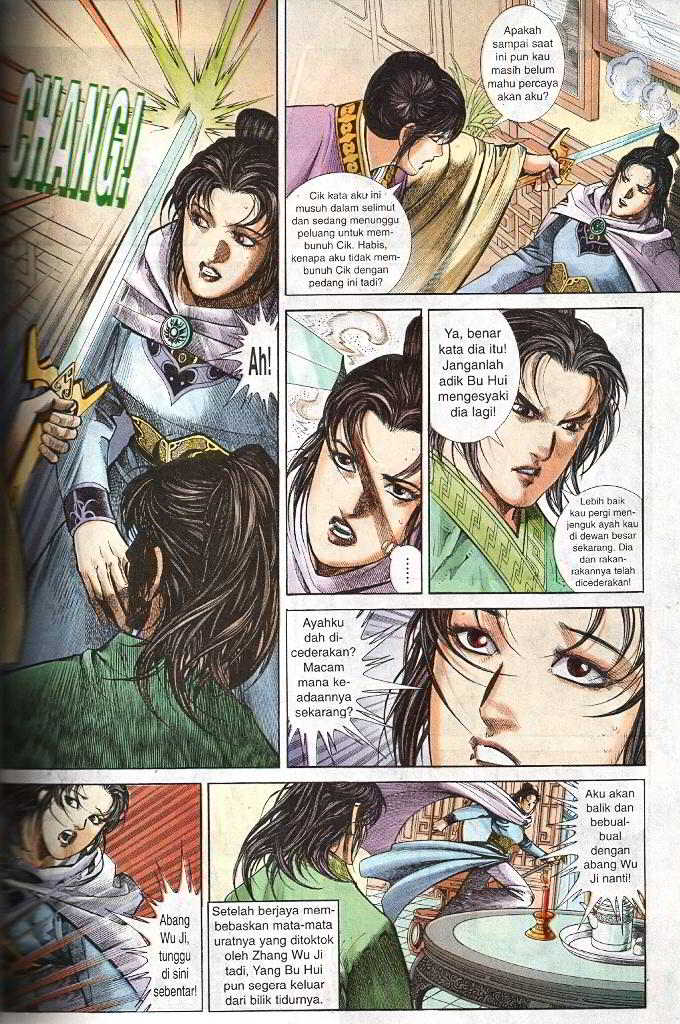 CHANG!
Ah!
Apakah
sampai saat
ini pun kau
masih belum
mahu percaya
akan aku?
Cik kata aku ini
musuh dalam selimut
dan sedang menunggu
peluang untuk mem-
bunuh Cik. Habis,
kenapa aku tidak mem-
bunuh Cik dengan
pedang ini tadi?
......
Ya, benar
kata dia itu!
Janganlah
adik Bu Hui
mengesyaki
dia lagi!
Lebih baik
kau pergi men-
jenguk ayah kau
di dewan besar
sekarang. Dia
dan rakan-
rakannya telah
dicederakan!
Ayahku
dah di-
cederakan?
Macam
mana ke-
adaannya
sekarang?
Abang
Wu Ji,
tunggu
di sini
sebentar!
Aku akan
balik dan
bebual-
bual
dengan
abang Wu
Ji nanti!
Setelah berjaya mem-
bebaskan mata-mata
uratnya yang ditoktok
oleh Zhang Wu Ji
tadi, Yang Bu Hui
pun segera keluar
dari bilik tidurnya.